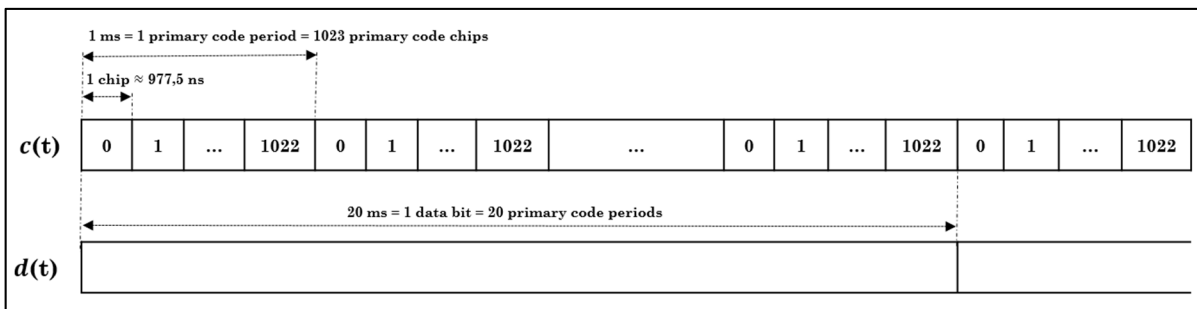 1 ms = 1 primary code period = 1023 primary code chips
1 chip ≈ 977,5 ns
c(t) 0 1 ... 1022 0 1 ... 1022 ... 0 1 ... 1022 0 1 ... 1022
20 ms = 1 data bit = 20 primary code periods
d(t)